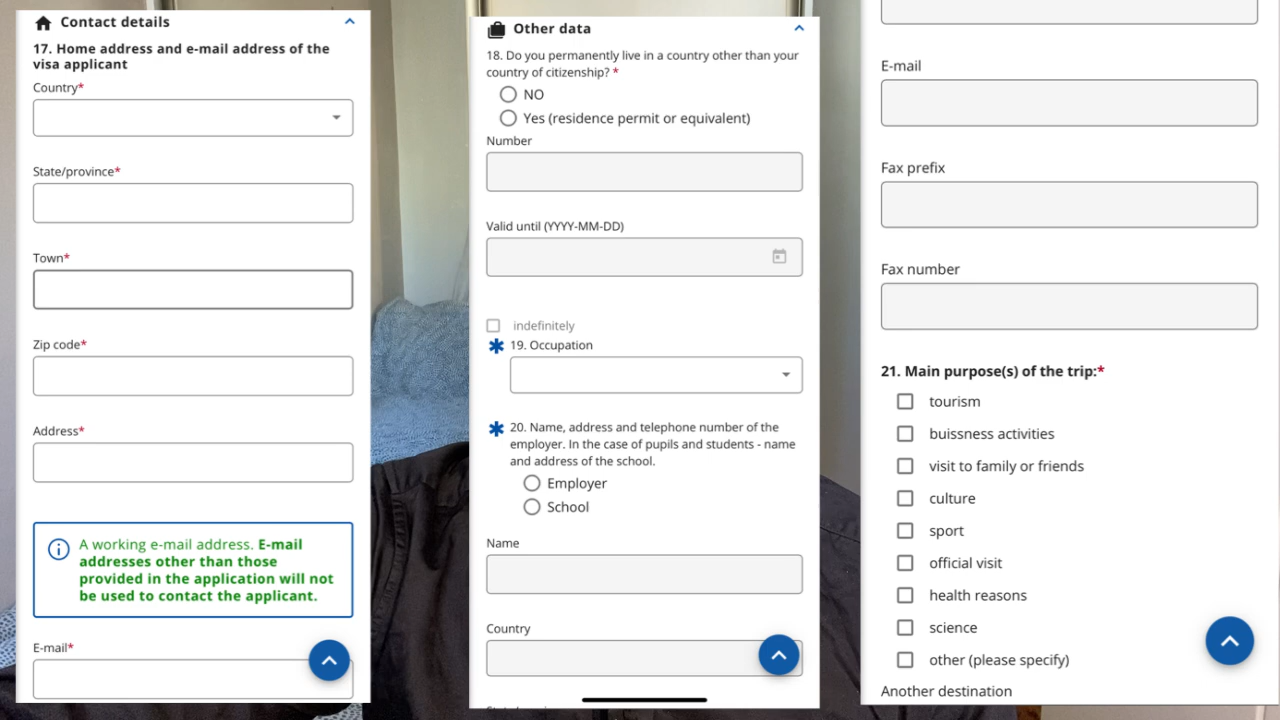 Contact details
17. Home address and e-mail address of the
visa applicant
Country*
State/province*
Town*
Zip code*
Address*
A working e-mail address. E-mail
addresses other than those
provided in the application will not
be used to contact the applicant.
E-mail*
Other data
18. Do you permanently live in a country other than your
country of citizenship? *
NO
Yes (residence permit or equivalent)
Number
Valid until (YYYY-MM-DD)
indefinitely
19. Occupation
20. Name, address and telephone number of the
employer. In the case of pupils and students - name
and address of the school.
Employer
School
Name
Country
E-mail
Fax prefix
Fax number
21. Main purpose(s) of the trip:*
tourism
buissness activities
visit to family or friends
culture
sport
official visit
health reasons
science
other (please specify)
Another destination